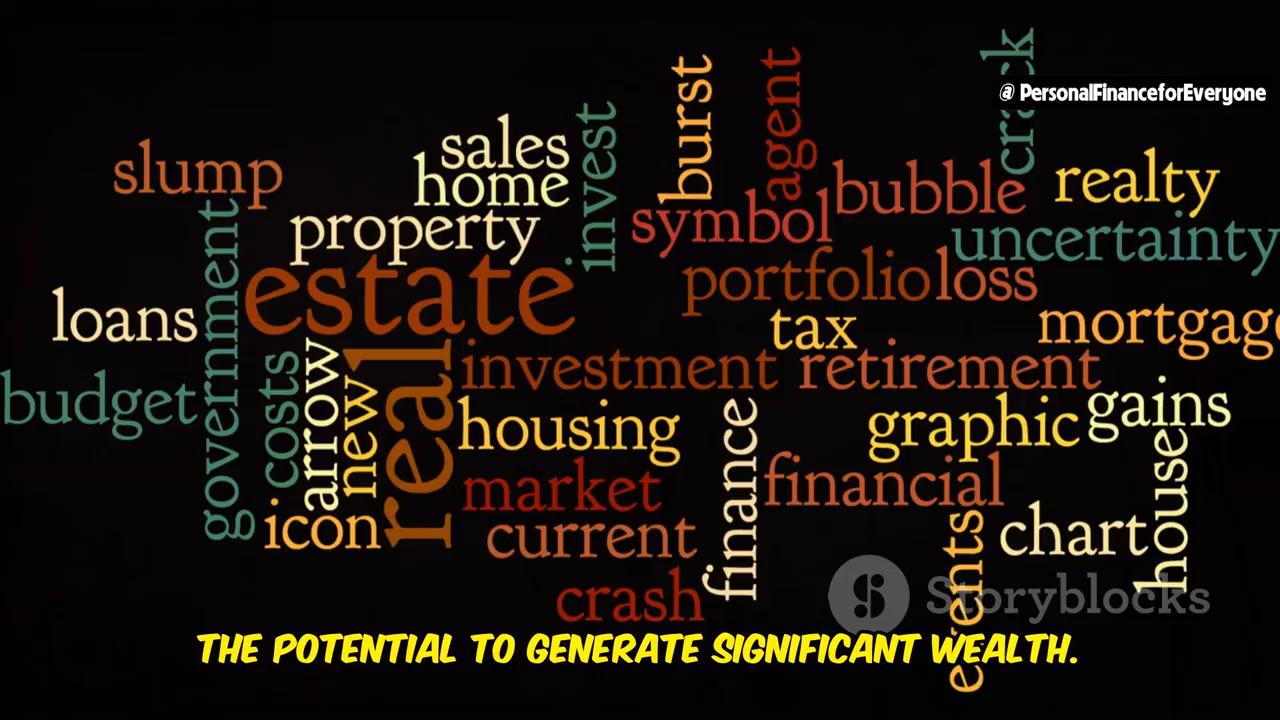 @ PersonalFinanceforEveryone
slump
sales
home
property
invest
burst
agent
symbol
bubble
crack
realty
uncertainty
government
estate
portfolio
loss
loans
tax
mortgage
budget
costs
arrow
new
real
investment
retirement
housing
graphic
gains
house
finance
market
financial
icon
current
chart
crash
events
Storyblocks
THE POTENTIAL TO GENERATE SIGNIFICANT WEALTH.